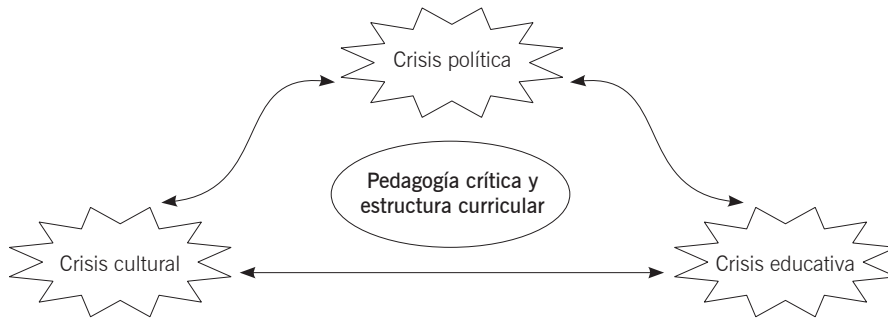 Crisis política
Pedagogía crítica y
estructura curricular
Crisis cultural
Crisis educativa